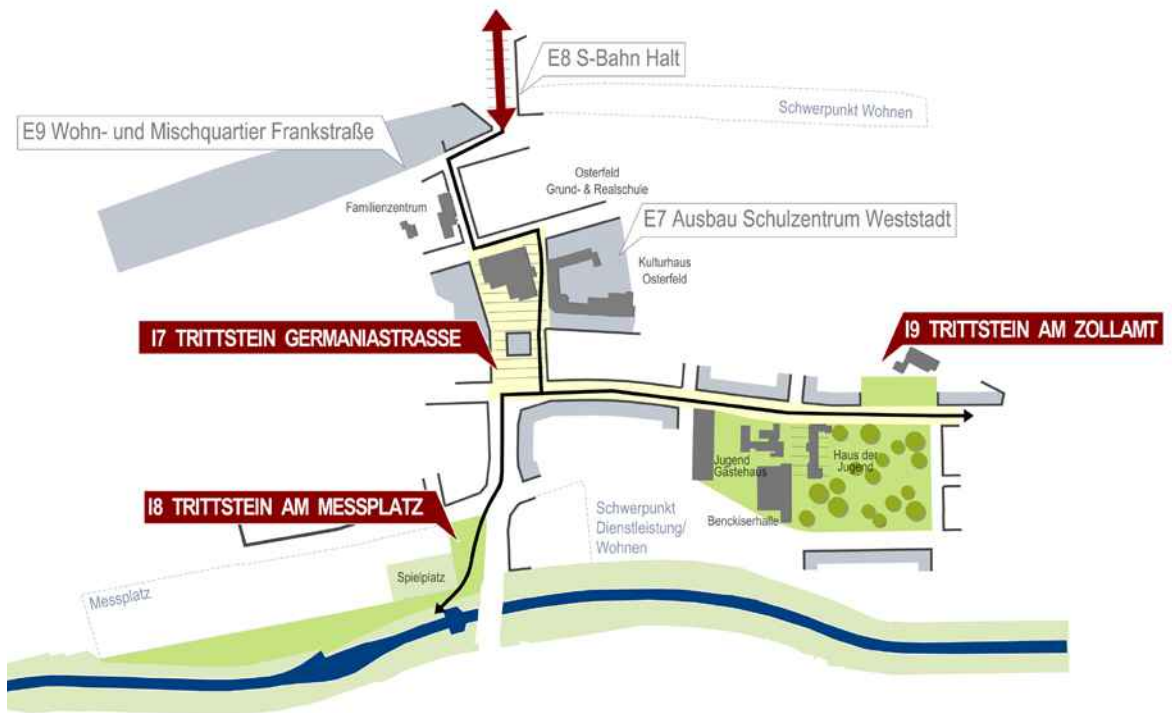 E8 S-Bahn Halt
Schwerpunkt Wohnen
E9 Wohn- und Mischquartier Frankstraße
Osterfeld
Grund- & Realschule
Familienzentrum
E7 Ausbau Schulzentrum Weststadt
Kulturhaus
Osterfeld
I7 TRITTSTEIN GERMANIASTRASSE
I9 TRITTSTEIN AM ZOLLAMT
Jugend
Gästehaus
Haus der
Jugend
I8 TRITTSTEIN AM MESSPLATZ
Schwerpunkt
Dienstleistung/
Wohnen
Benckiserhalle
Spielplatz
Messplatz